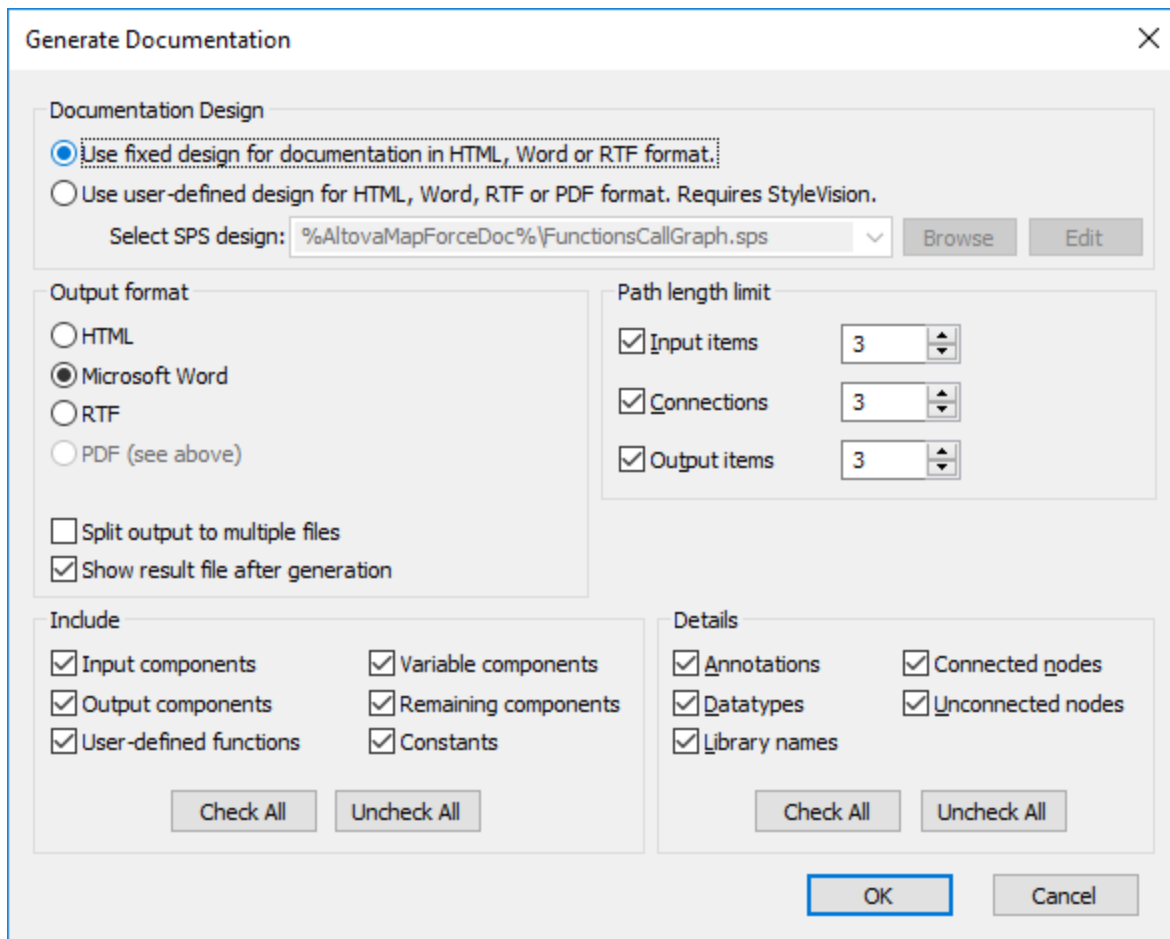 Generate Documentation
Documentation Design
Use fixed design for documentation in HTML, Word or RTF format.
Use user-defined design for HTML, Word, RTF or PDF format. Requires StyleVision.
Select SPS design: %AltovaMapForceDoc%\FunctionsCallGraph.sps Browse Edit
Output format
HTML
Microsoft Word
RTF
PDF (see above)
Split output to multiple files
Show result file after generation
Path length limit
Input items 3
Connections 3
Output items 3
Include
Input components Variable components
Output components Remaining components
User-defined functions Constants
Check All Uncheck All
Details
Annotations Connected nodes
Datatypes Unconnected nodes
Library names
Check All Uncheck All
OK Cancel